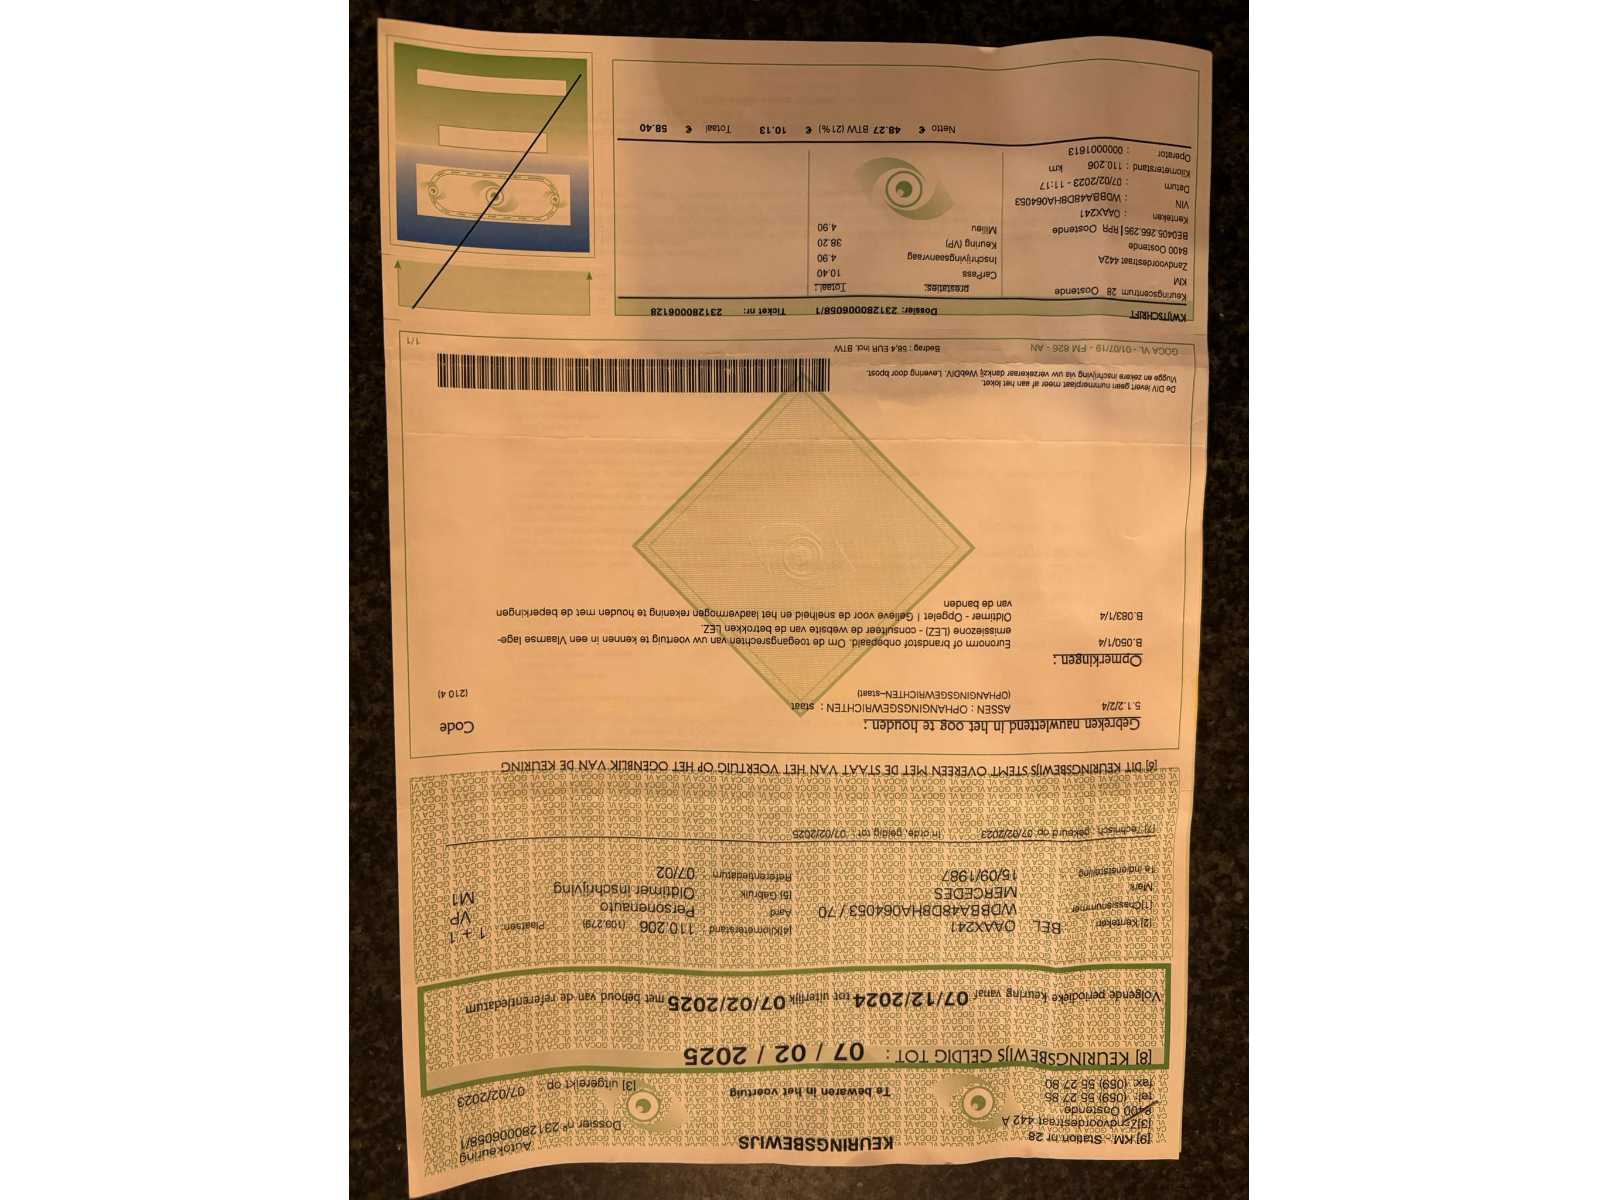 [9] KM - Station nr 28
[3] Zandvoordestraat 442 A
8400 Oostende
tel: (059) 55 27 85
fax: (059) 55 27 80
KEURINGSBEWIJS
Te bewaren in het voertuig
Autokeuring
Dossier n° 231280006058/1
[3] uitgereikt op : 07/02/2023
[8] KEURINGSBEWIJS GELDIG TOT : 07 / 02 / 2025
Volgende periodieke keuring vanaf 07/12/2024 tot uiterlijk 07/02/2025 met behoud van de referentiedatum
[2] Kenteken : BEL OAAX241 [4] Kilometerstand : 110.206 (109.279) Plaatsen: 1 + 1
[1] Chassisnummer WDBBA48D8HA064053 / 70 Aard Personenauto VP
Merk MERCEDES [5] Gebruik Oldtimer inschrijving M1
1e indienststelling 15/09/1987 Referentiedatum : 07/02
[7] Technisch : gekeurd op 07/02/2023 In orde, geldig tot : 07/02/2025
[6] DIT KEURINGSBEWIJS STEMT OVEREEN MET DE STAAT VAN HET VOERTUIG OP HET OGENBLIK VAN DE KEURING
Gebreken nauwlettend in het oog te houden : Code
5.1.2/2/4 ASSEN : OPHANGINGSGEWRICHTEN : staat
(OPHANGINGSGEWRICHTEN–staat) (210 4)
Opmerkingen :
B.050/1/4 Euronorm of brandstof onbepaald. Om de toegangsrechten van uw voertuig te kennen in een Vlaamse lage-
emissiezone (LEZ) - consulteer de website van de betrokken LEZ.
B.083/1/4 Oldtimer - Opgelet ! Gelieve voor de snelheid en het laadvermogen rekening te houden met de beperkingen
van de banden
De DIV levert geen nummerplaat meer af aan het loket.
Vlugge en zekere inschrijving via uw verzekeraar dankzij WebDIV. Levering door bpost.
GOCA VL - 01/07/19 - FM 826 - AN Bedrag : 58,4 EUR incl. BTW 1/1
KWIJTSCHRIFT Dossier: 231280006058/1 Ticket nr: 231280006128
Keuringscentrum 28 Oostende
KM
Zandvoordestraat 442A
8400 Oostende
BE0405.266.295 | RPR Oostende
Kenteken : OAAX241
VIN : WDBBA48D8HA064053
Datum : 07/02/2023 - 11:17
Kilometerstand : 110.206 km
Operator : 000001613
prestaties: Totaal :
CarPass 10.40
Inschrijvingsaanvraag 4.90
Keuring (VP) 38.20
Milieu 4.90
Netto € 48.27 BTW (21%) € 10.13 Totaal € 58.40